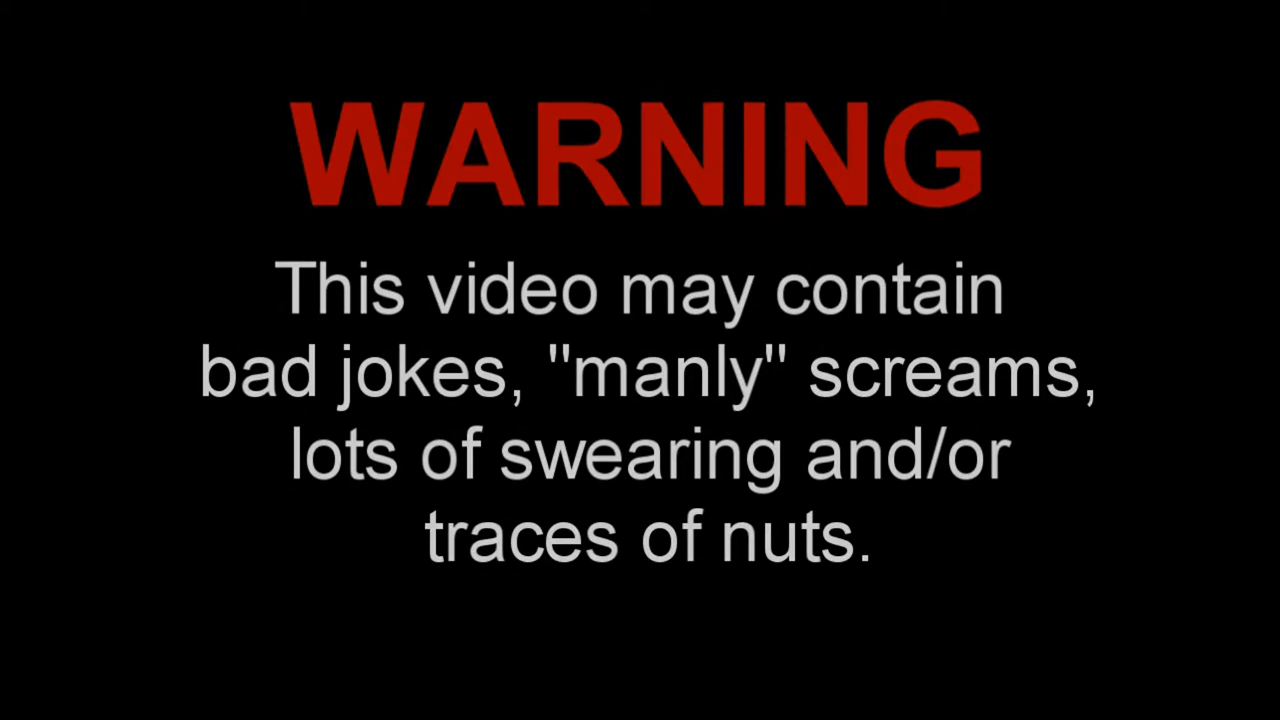 WARNING
This video may contain
bad jokes, "manly" screams,
lots of swearing and/or
traces of nuts.